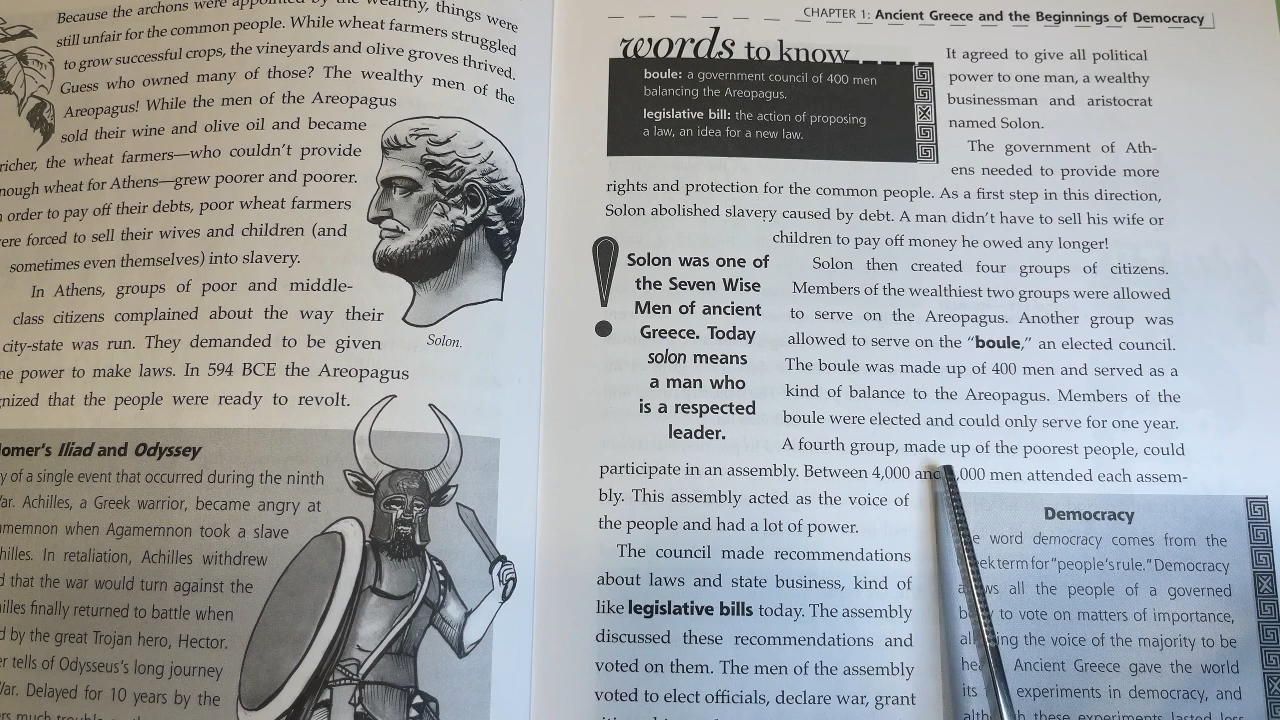 Because the archons were appointed by the wealthy, things were
still unfair for the common people. While wheat farmers struggled
to grow successful crops, the vineyards and olive groves thrived.
Guess who owned many of those? The wealthy men of the
Areopagus! While the men of the Areopagus
sold their wine and olive oil and became
richer, the wheat farmers—who couldn't provide
nough wheat for Athens—grew poorer and poorer.
n order to pay off their debts, poor wheat farmers
ere forced to sell their wives and children (and
sometimes even themselves) into slavery.
In Athens, groups of poor and middle-
class citizens complained about the way their
city-state was run. They demanded to be given
power to make laws. In 594 BCE the Areopagus
gnized that the people were ready to revolt.
Solon.
omer's Iliad and Odyssey
y of a single event that occurred during the ninth
ar. Achilles, a Greek warrior, became angry at
memnon when Agamemnon took a slave
hilles. In retaliation, Achilles withdrew
d that the war would turn against the
illes finally returned to battle when
d by the great Trojan hero, Hector.
er tells of Odysseus's long journey
ar. Delayed for 10 years by the
CHAPTER 1: Ancient Greece and the Beginnings of Democracy
words to know
boule: a government council of 400 men
balancing the Areopagus.
legislative bill: the action of proposing
a law, an idea for a new law.
It agreed to give all political
power to one man, a wealthy
businessman and aristocrat
named Solon.
The government of Ath-
ens needed to provide more
rights and protection for the common people. As a first step in this direction,
Solon abolished slavery caused by debt. A man didn't have to sell his wife or
children to pay off money he owed any longer!
Solon was one of
the Seven Wise
Men of ancient
Greece. Today
solon means
a man who
is a respected
leader.
Solon then created four groups of citizens.
Members of the wealthiest two groups were allowed
to serve on the Areopagus. Another group was
allowed to serve on the "boule," an elected council.
The boule was made up of 400 men and served as a
kind of balance to the Areopagus. Members of the
boule were elected and could only serve for one year.
A fourth group, made up of the poorest people, could
participate in an assembly. Between 4,000 and ,000 men attended each assem-
bly. This assembly acted as the voice of
the people and had a lot of power.
The council made recommendations
about laws and state business, kind of
like legislative bills today. The assembly
discussed these recommendations and
voted on them. The men of the assembly
voted to elect officials, declare war, grant
Democracy
e word democracy comes from the
ek term for "people's rule." Democracy
a ws all the people of a governed
b y to vote on matters of importance,
al ing the voice of the majority to be
hea Ancient Greece gave the world
its experiments in democracy, and
these experiments lasted less